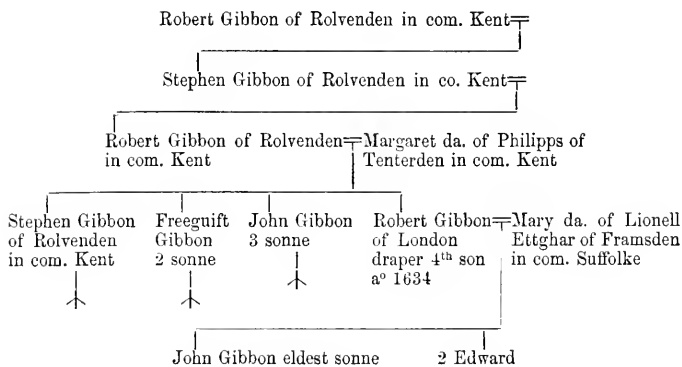 Robert Gibbon of Rolvenden in com. Kent
Stephen Gibbon of Rolvenden in co. Kent
Robert Gibbon of Rolvenden
in com. Kent
Margaret da. of Philipps of
Tenterden in com. Kent
Stephen Gibbon
of Rolvenden
in com. Kent
Freeguift
Gibbon
2 sonne
John Gibbon
3 sonne
Robert Gibbon
of London
draper 4th son
ao 1634
Mary da. of Lionell
Ettghar of Framsden
in com. Suffolke
John Gibbon eldest sonne
2 Edward